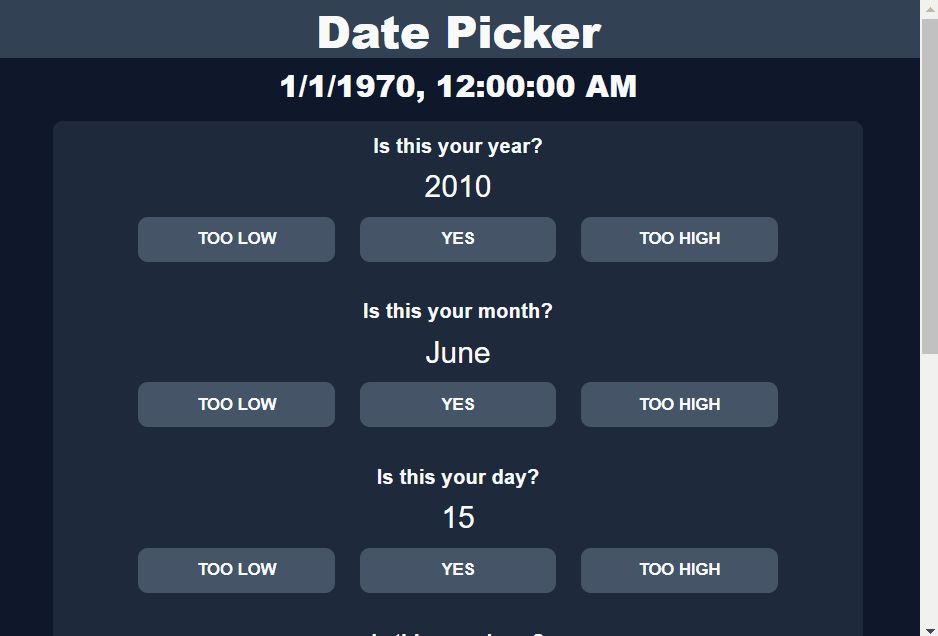 Date Picker
1/1/1970, 12:00:00 AM
Is this your year?
2010
TOO LOW YES TOO HIGH
Is this your month?
June
TOO LOW YES TOO HIGH
Is this your day?
15
TOO LOW YES TOO HIGH